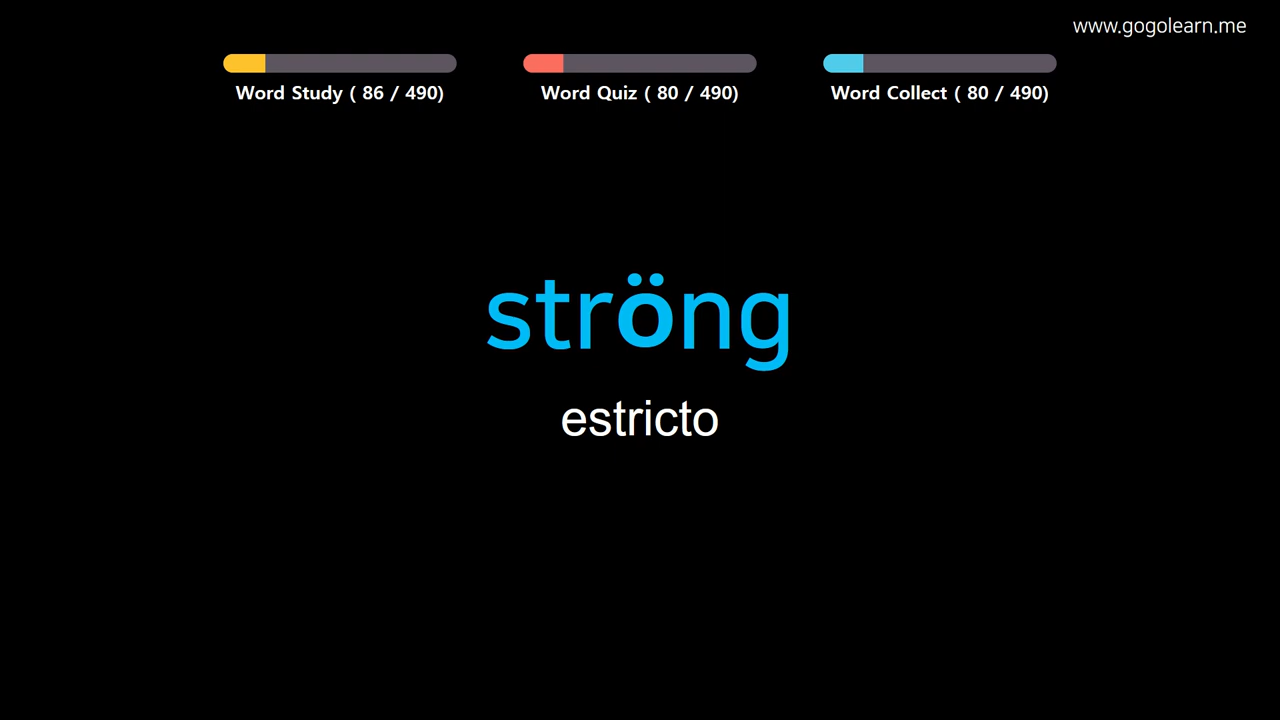 www.gogolearn.me
Word Study ( 86 / 490)
Word Quiz ( 80 / 490)
Word Collect ( 80 / 490)
ströng
estricto